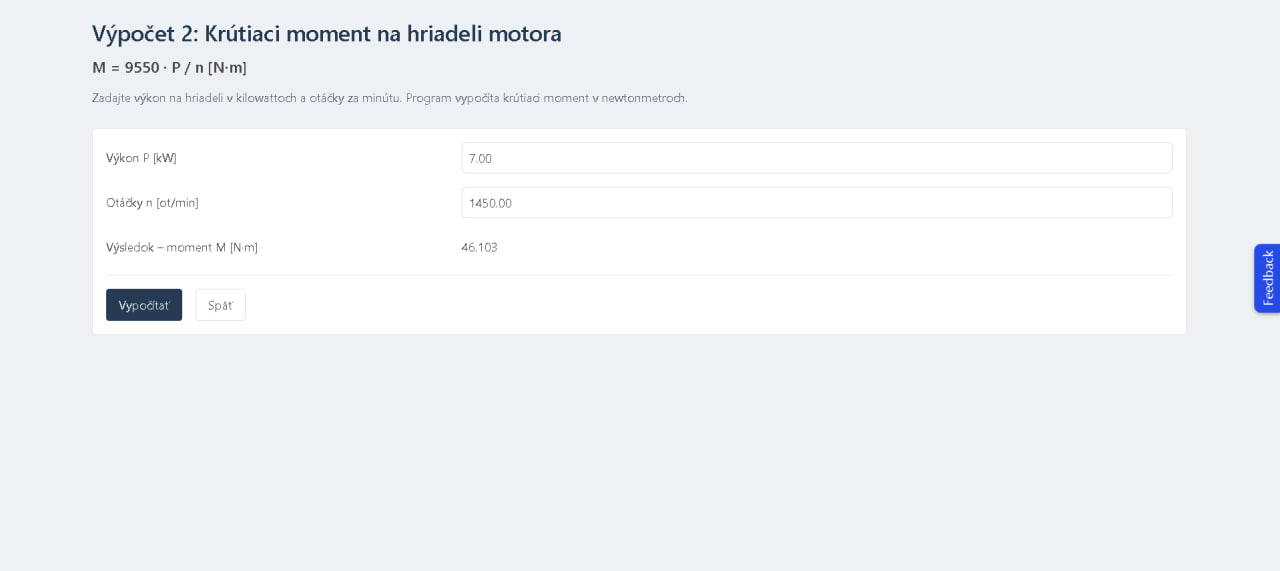 Výpočet 2: Krútiaci moment na hriadeli motora
M = 9550 · P / n [N·m]
Zadajte výkon na hriadeli v kilowattoch a otáčky za minútu. Program vypočíta krútiaci moment v newtonmetroch.
Výkon P [kW]
7.00
Otáčky n [ot/min]
1450.00
Výsledok – moment M [N·m]
46.103
Vypočítať
Späť
Feedback